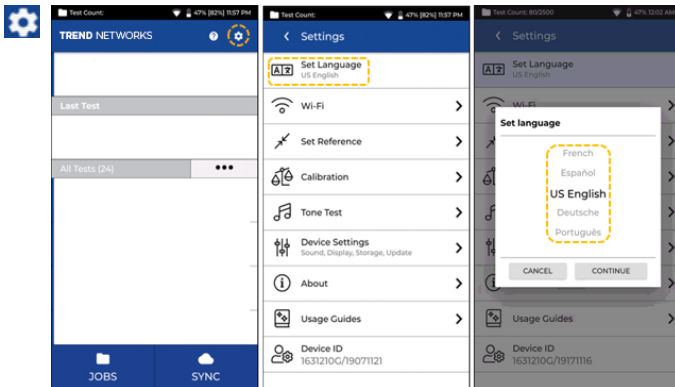 Test Count:
47% [82%] 11:57 PM
TREND NETWORKS
Last Test
All Tests (24)
JOBS
SYNC
Test Count:
47% [82%] 11:57 PM
Settings
Set Language
US English
Wi-Fi
Set Reference
Calibration
Tone Test
Device Settings
Sound, Display, Storage, Update
About
Usage Guides
Device ID
1631210G/19071121
Test Count: 80/2500
47% 12:02 AM
Settings
Set Language
US English
Wi-Fi
Set language
French
Español
US English
Deutsche
Português
CANCEL
CONTINUE
Usage Guides
Device ID
1631210G/19171116